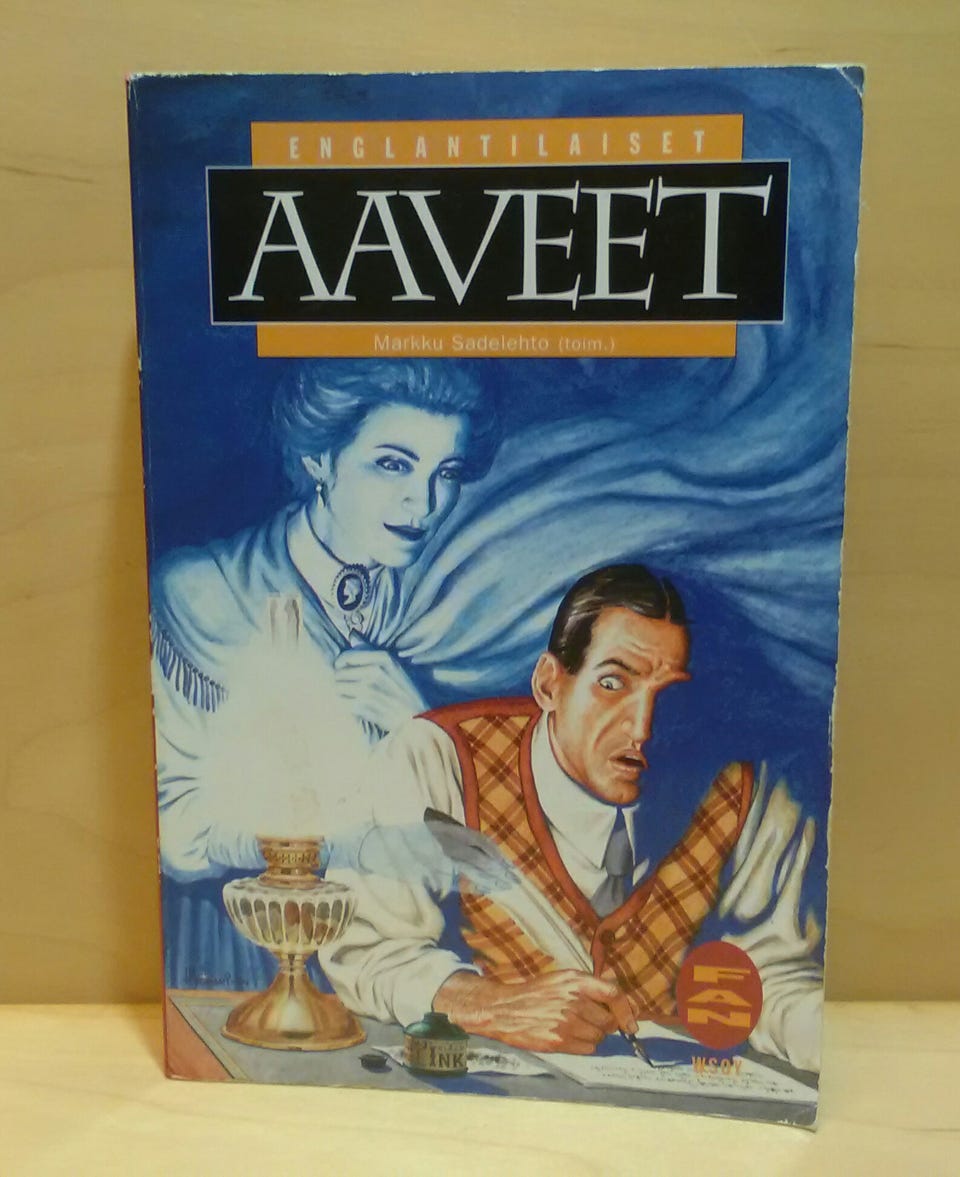 ENGLANTILAISET
AAVEET
Markku Sadelehto (toim.)
FAN
WSOY
INK